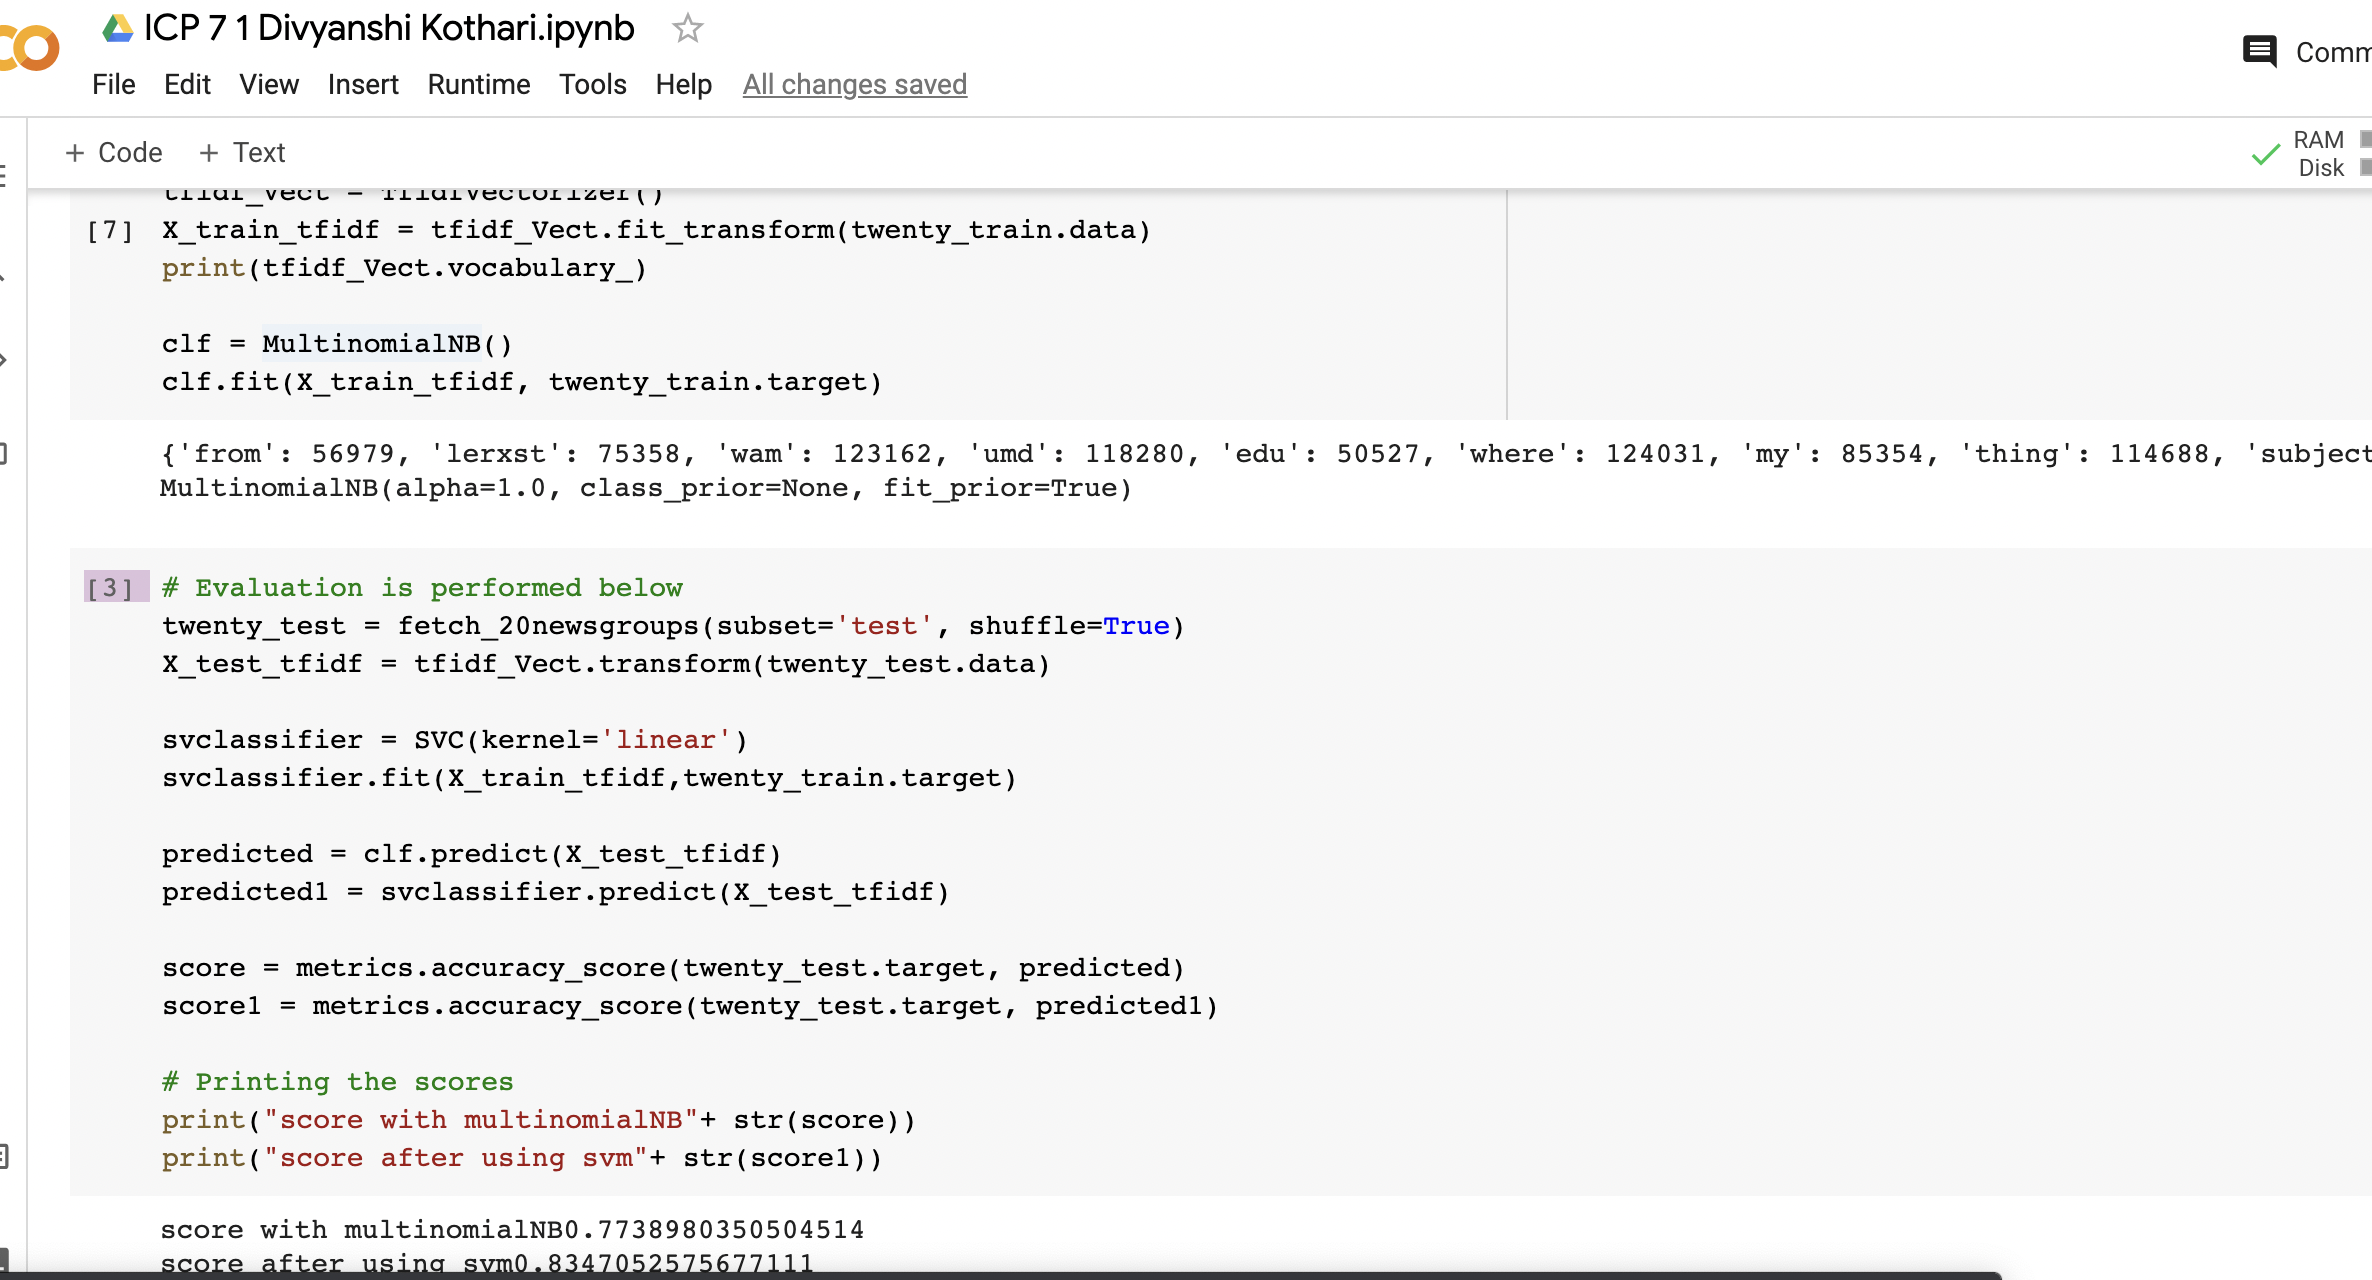 ICP 7 1 Divyanshi Kothari.ipynb
File Edit View Insert Runtime Tools Help All changes saved
+ Code + Text
RAM
Disk
tfidf_Vect = TfidfVectorizer()
[7] X_train_tfidf = tfidf_Vect.fit_transform(twenty_train.data)
print(tfidf_Vect.vocabulary_)
clf = MultinomialNB()
clf.fit(X_train_tfidf, twenty_train.target)
{'from': 56979, 'lerxst': 75358, 'wam': 123162, 'umd': 118280, 'edu': 50527, 'where': 124031, 'my': 85354, 'thing': 114688, 'subject
MultinomialNB(alpha=1.0, class_prior=None, fit_prior=True)
[3] # Evaluation is performed below
twenty_test = fetch_20newsgroups(subset='test', shuffle=True)
X_test_tfidf = tfidf_Vect.transform(twenty_test.data)
svclassifier = SVC(kernel='linear')
svclassifier.fit(X_train_tfidf,twenty_train.target)
predicted = clf.predict(X_test_tfidf)
predicted1 = svclassifier.predict(X_test_tfidf)
score = metrics.accuracy_score(twenty_test.target, predicted)
score1 = metrics.accuracy_score(twenty_test.target, predicted1)
# Printing the scores
print("score with multinomialNB"+ str(score))
print("score after using svm"+ str(score1))
score with multinomialNB0.7738980350504514
score after using svm0.8347052575677111